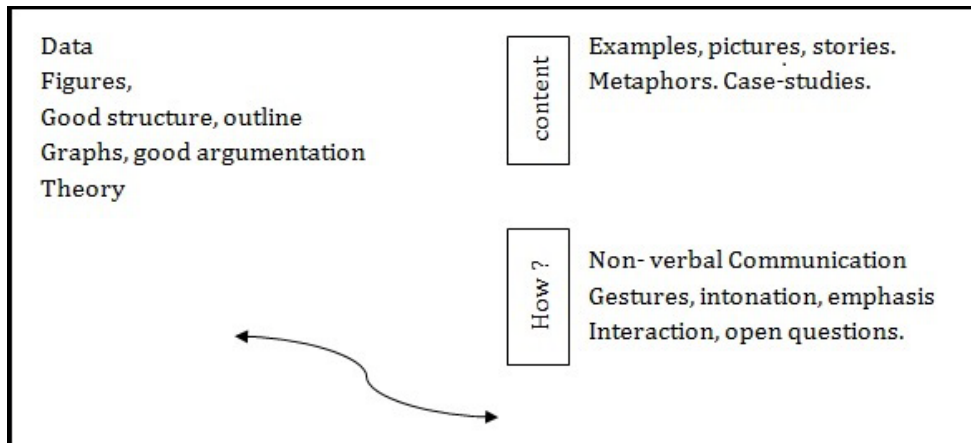 Data
Figures,
Good structure, outline
Graphs, good argumentation
Theory
content
Examples, pictures, stories.
Metaphors. Case-studies.
How ?
Non- verbal Communication
Gestures, intonation, emphasis
Interaction, open questions.